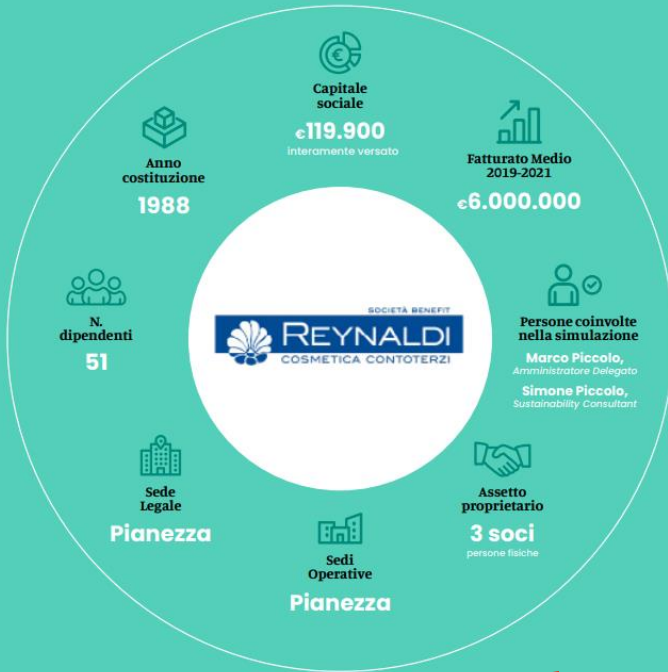 Capitale
sociale
€119.900
interamente versato
Fatturato Medio
2019-2021
€6.000.000
Persone coinvolte
nella simulazione
Marco Piccolo,
Amministratore Delegato
Simone Piccolo,
Sustainability Consultant
Assetto
proprietario
3 soci
persone fisiche
Sedi
Operative
Pianezza
Sede
Legale
Pianezza
N.
dipendenti
51
Anno
costituzione
1988
SOCIETÀ BENEFIT
REYNALDI
COSMETICA CONTOTERZI